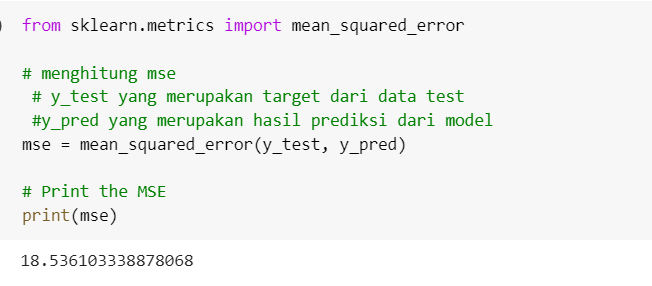 from sklearn.metrics import mean_squared_error
# menghitung mse
# y_test yang merupakan target dari data test
#y_pred yang merupakan hasil prediksi dari model
mse = mean_squared_error(y_test, y_pred)
# Print the MSE
print(mse)
18.536103338878068